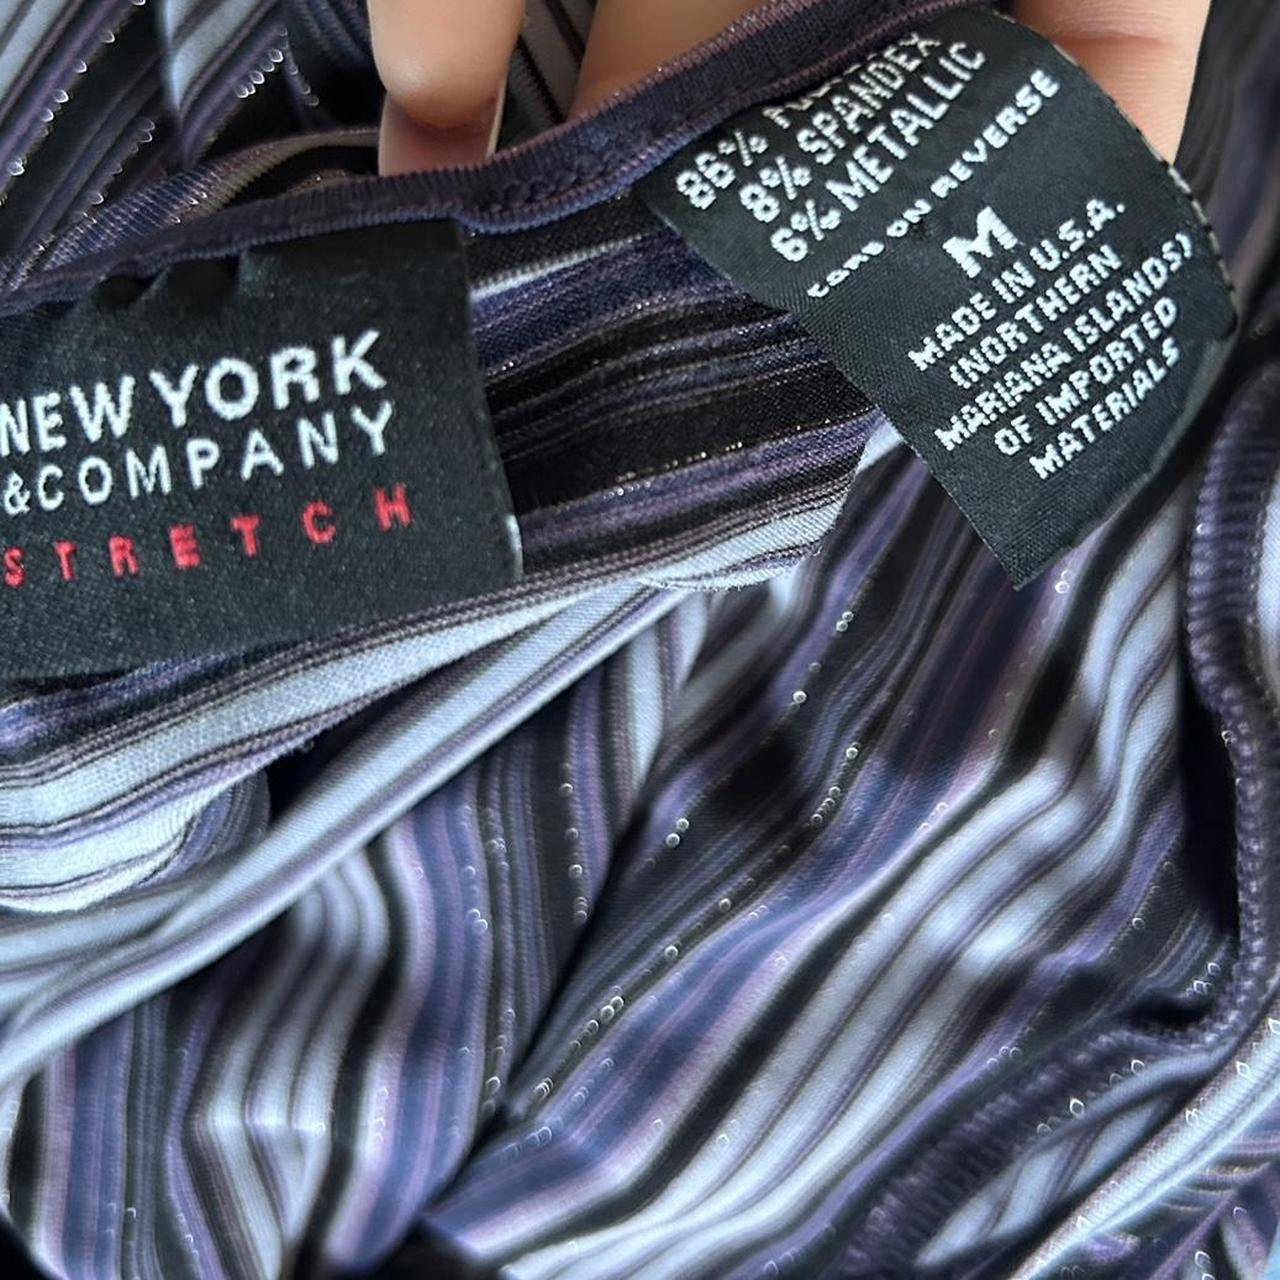 NEW YORK
&COMPANY
STRETCH
86%
8% SPANDEX
6% METALLIC
ON REVERSE
M
MADE IN U.S.A.
(NORTHERN
MARIANA ISLANDS)
OF IMPORTED
MATERIALS